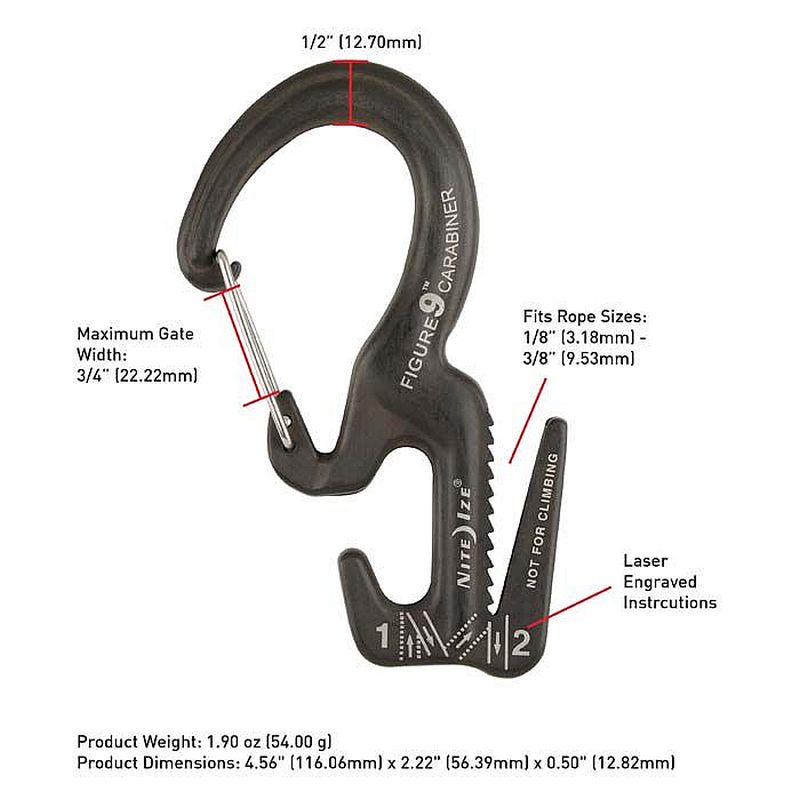 1/2" (12.70mm)
FIGURE 9™ CARABINER
Maximum Gate
Width:
3/4" (22.22mm)
Fits Rope Sizes:
1/8" (3.18mm) -
3/8" (9.53mm)
NITE IZE®
NOT FOR CLIMBING
Laser
Engraved
Instrcutions
1
2
Product Weight: 1.90 oz (54.00 g)
Product Dimensions: 4.56" (116.06mm) x 2.22" (56.39mm) x 0.50" (12.82mm)